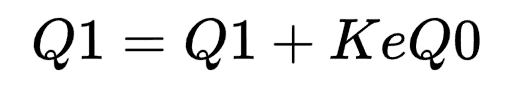 Q1 = Q1 + KeQ0